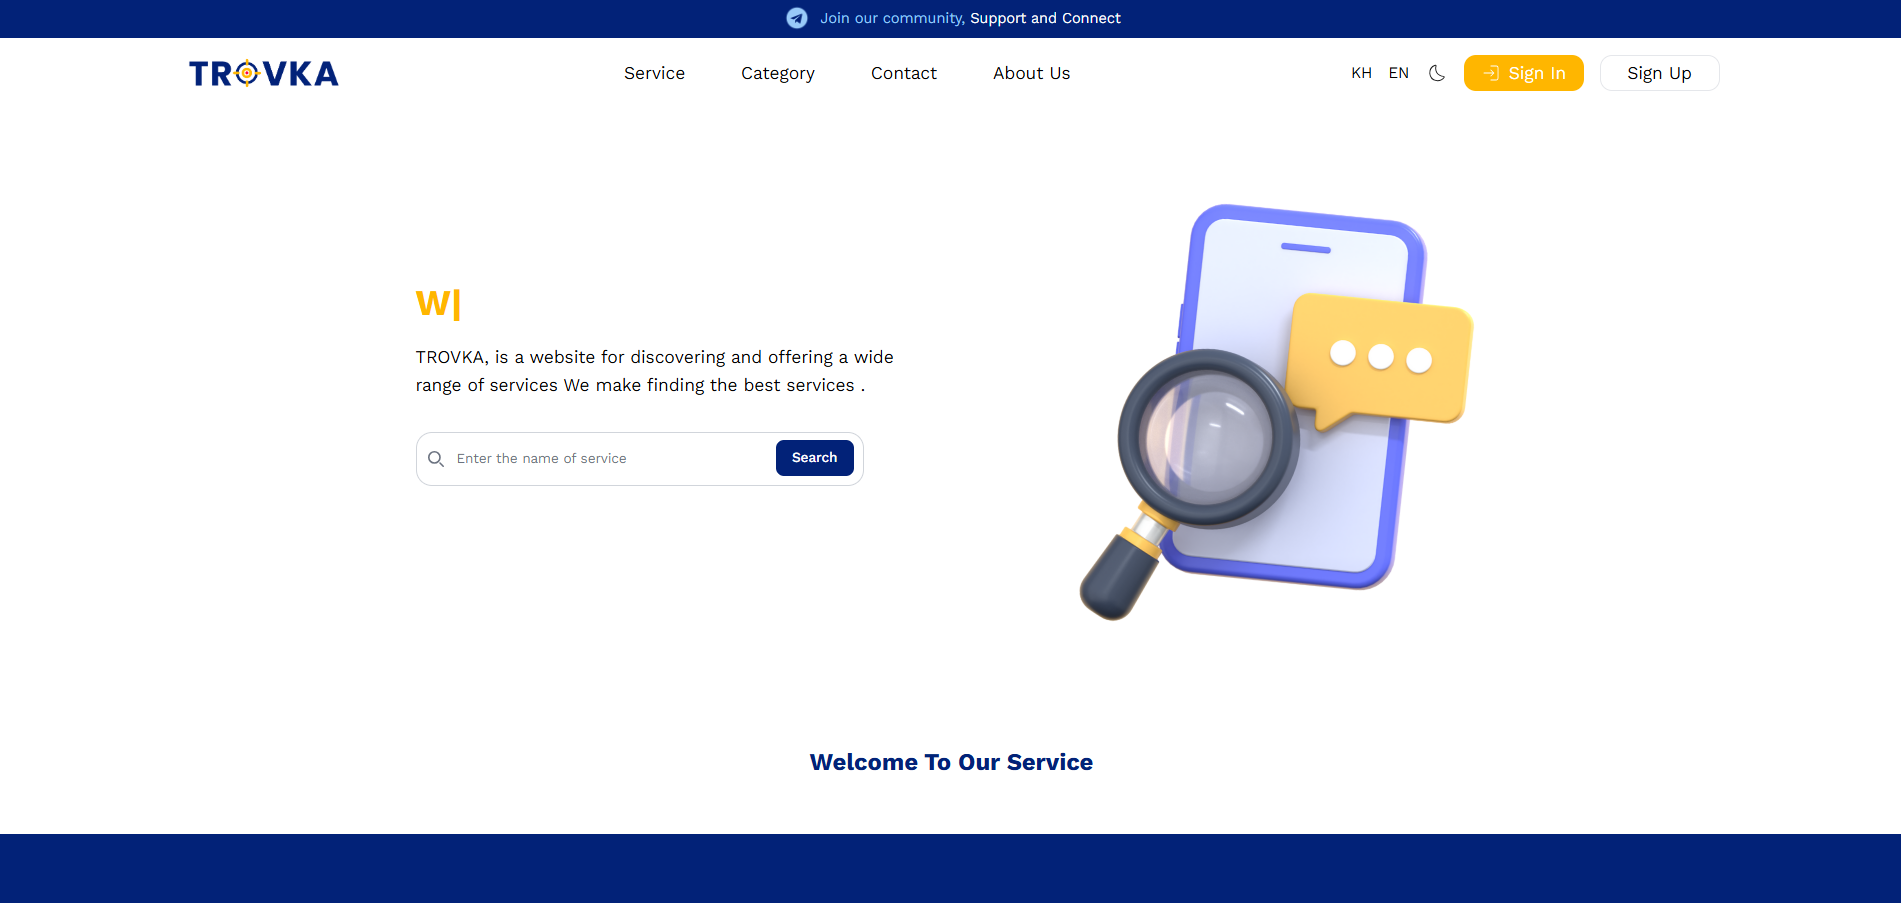 Join our community, Support and Connect
TROVKA
Service Category Contact About Us
KH EN Sign In Sign Up
W|
TROVKA, is a website for discovering and offering a wide
range of services We make finding the best services .
Enter the name of service Search
Welcome To Our Service